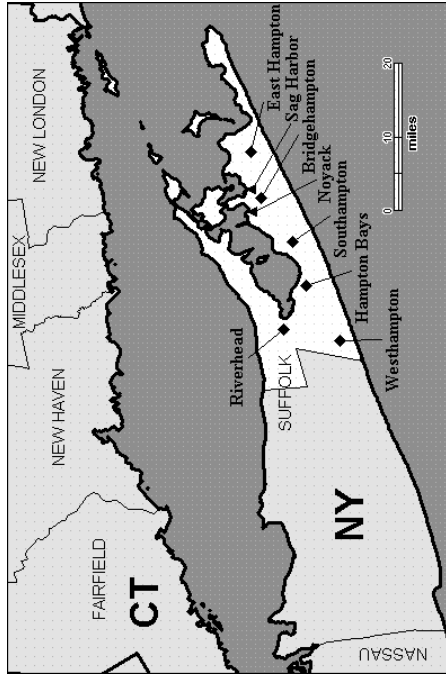 NEW LONDON
MIDDLESEX
NEW HAVEN
FAIRFIELD
CT
East Hampton
Sag Harbor
Bridgehampton
Noyack
Southampton
Hampton Bays
Westhampton
Riverhead
SUFFOLK
NY
NASSAU
0 10 20
miles